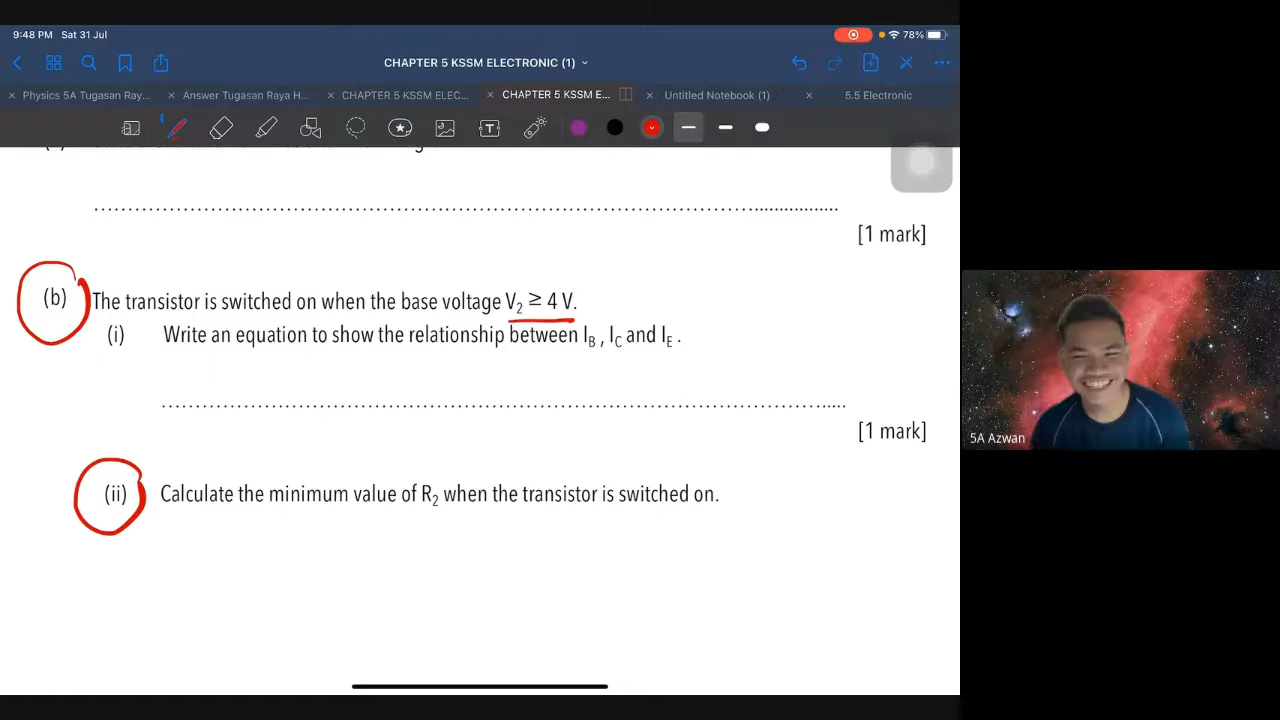 9:48 PM Sat 31 Jul
78%
CHAPTER 5 KSSM ELECTRONIC (1)
Physics 5A Tugasan Ray...
Answer Tugasan Raya H...
CHAPTER 5 KSSM ELEC...
CHAPTER 5 KSSM E...
Untitled Notebook (1)
5.5 Electronic
[1 mark]
(b) The transistor is switched on when the base voltage V₂ ≥ 4 V.
(i) Write an equation to show the relationship between I_B , I_C and I_E .
[1 mark]
5A Azwan
(ii) Calculate the minimum value of R₂ when the transistor is switched on.